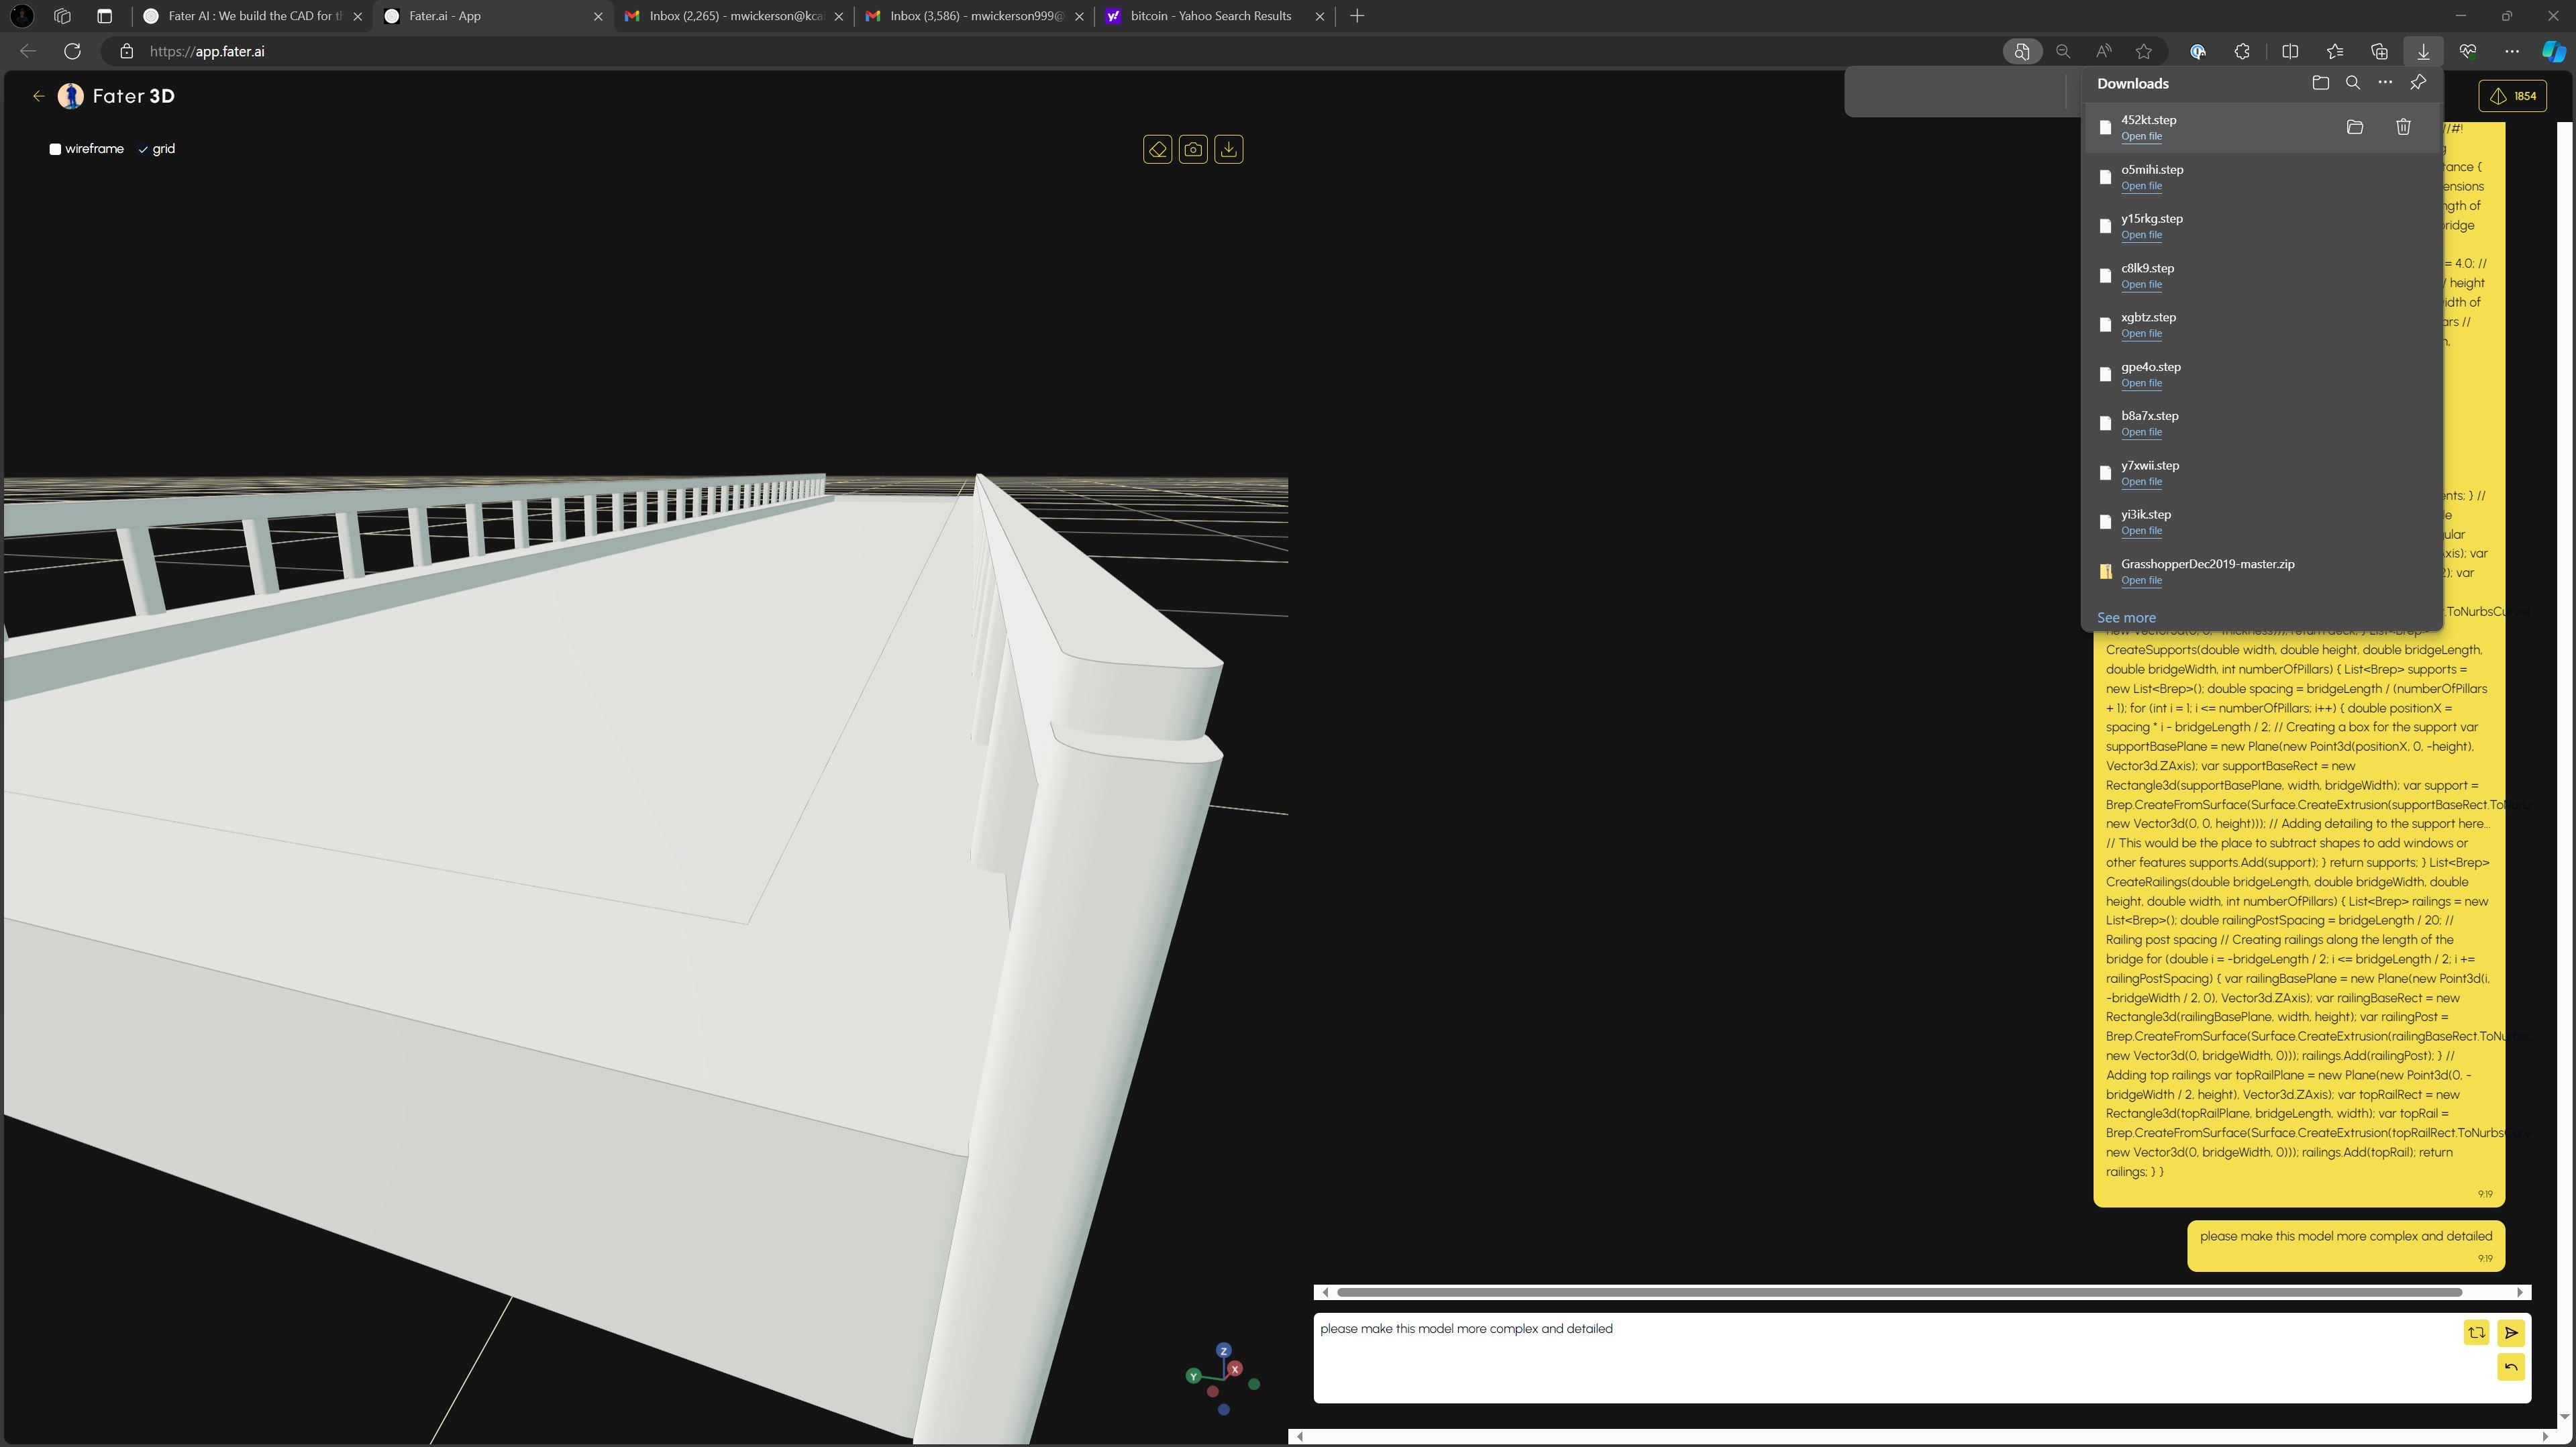 Fater AI : We build the CAD for th
Fater.ai - App
Inbox (2,265) - mwickerson@kca
Inbox (3,586) - mwickerson999@
bitcoin - Yahoo Search Results
https://app.fater.ai
Fater 3D
wireframe
grid
Downloads
452kt.step
Open file
o5mihi.step
Open file
y15rkg.step
Open file
c8lk9.step
Open file
xgbtz.step
Open file
gpe4o.step
Open file
b8a7x.step
Open file
y7xwii.step
Open file
yi3ik.step
Open file
GrasshopperDec2019-master.zip
Open file
See more
1854
//#!
tance {
ensions
ngth of
ridge
= 4.0; //
/ height
idth of
ars //
ents; } //
ular
xis); var
2); var
.ToNurbsCu
new Vector3d(0, 0, -thickness))); return deck; } List<Brep>
CreateSupports(double width, double height, double bridgeLength,
double bridgeWidth, int numberOfPillars) { List<Brep> supports =
new List<Brep>(); double spacing = bridgeLength / (numberOfPillars
+ 1); for (int i = 1; i <= numberOfPillars; i++) { double positionX =
spacing * i - bridgeLength / 2; // Creating a box for the support var
supportBasePlane = new Plane(new Point3d(positionX, 0, -height),
Vector3d.ZAxis); var supportBaseRect = new
Rectangle3d(supportBasePlane, width, bridgeWidth); var support =
Brep.CreateFromSurface(Surface.CreateExtrusion(supportBaseRect.ToNu
new Vector3d(0, 0, height))); // Adding detailing to the support here...
// This would be the place to subtract shapes to add windows or
other features supports.Add(support); } return supports; } List<Brep>
CreateRailings(double bridgeLength, double bridgeWidth, double
height, double width, int numberOfPillars) { List<Brep> railings = new
List<Brep>(); double railingPostSpacing = bridgeLength / 20; //
Railing post spacing // Creating railings along the length of the
bridge for (double i = -bridgeLength / 2; i <= bridgeLength / 2; i +=
railingPostSpacing) { var railingBasePlane = new Plane(new Point3d(i,
-bridgeWidth / 2, 0), Vector3d.ZAxis); var railingBaseRect = new
Rectangle3d(railingBasePlane, width, height); var railingPost =
Brep.CreateFromSurface(Surface.CreateExtrusion(railingBaseRect.ToNu
new Vector3d(0, bridgeWidth, 0))); railings.Add(railingPost); } //
Adding top railings var topRailPlane = new Plane(new Point3d(0, -
bridgeWidth / 2, height), Vector3d.ZAxis); var topRailRect = new
Rectangle3d(topRailPlane, bridgeLength, width); var topRail =
Brep.CreateFromSurface(Surface.CreateExtrusion(topRailRect.ToNurbs
new Vector3d(0, bridgeWidth, 0))); railings.Add(topRail); return
railings; } }
9:19
please make this model more complex and detailed
9:19
please make this model more complex and detailed
Z
X
Y